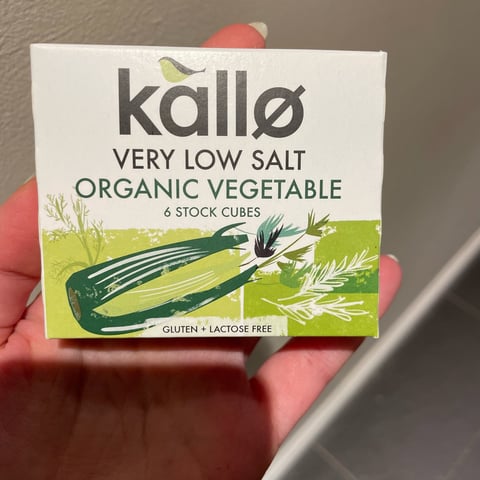 kallø
VERY LOW SALT
ORGANIC VEGETABLE
6 STOCK CUBES
GLUTEN + LACTOSE FREE